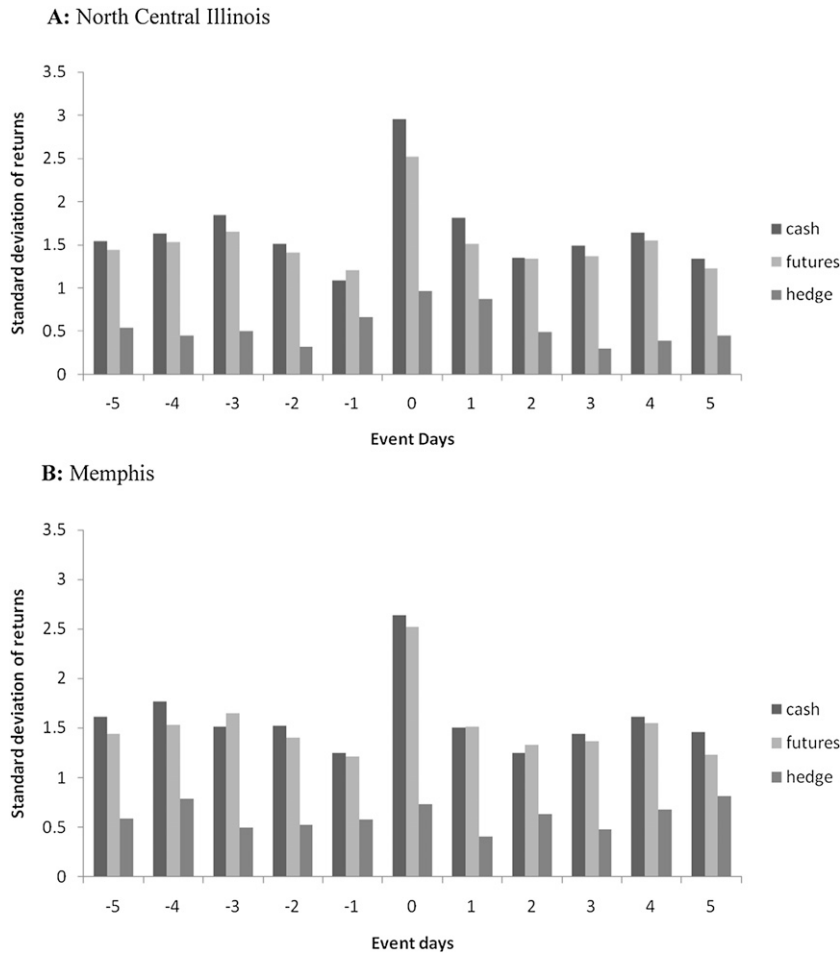 A: North Central Illinois
Standard deviation of returns
3.5
3
2.5
2
1.5
1
0.5
0
-5 -4 -3 -2 -1 0 1 2 3 4 5
Event Days
cash
futures
hedge
B: Memphis
Standard deviation of returns
3.5
3
2.5
2
1.5
1
0.5
0
-5 -4 -3 -2 -1 0 1 2 3 4 5
Event days
cash
futures
hedge